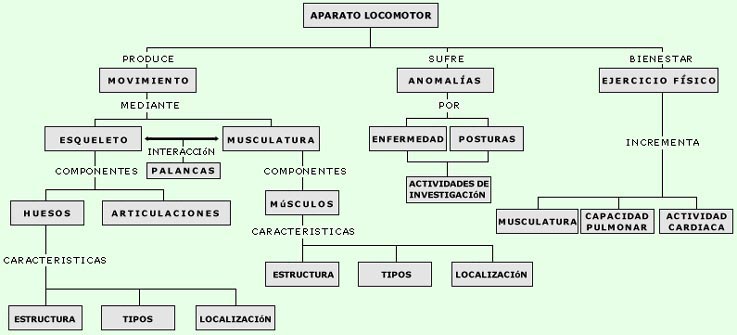 APARATO LOCOMOTOR
PRODUCE
SUFRE
BIENESTAR
MOVIMIENTO
ANOMALÍAS
EJERCICIO FÍSICO
MEDIANTE
POR
ESQUELETO
INTERACCIóN
MUSCULATURA
ENFERMEDAD
POSTURAS
INCREMENTA
PALANCAS
COMPONENTES
COMPONENTES
ACTIVIDADES DE
INVESTIGACIóN
HUESOS
ARTICULACIONES
MúSCULOS
MUSCULATURA
CAPACIDAD
PULMONAR
ACTIVIDAD
CARDIACA
CARACTERISTICAS
CARACTERISTICAS
ESTRUCTURA
TIPOS
LOCALIZACIóN
ESTRUCTURA
TIPOS
LOCALIZACIóN